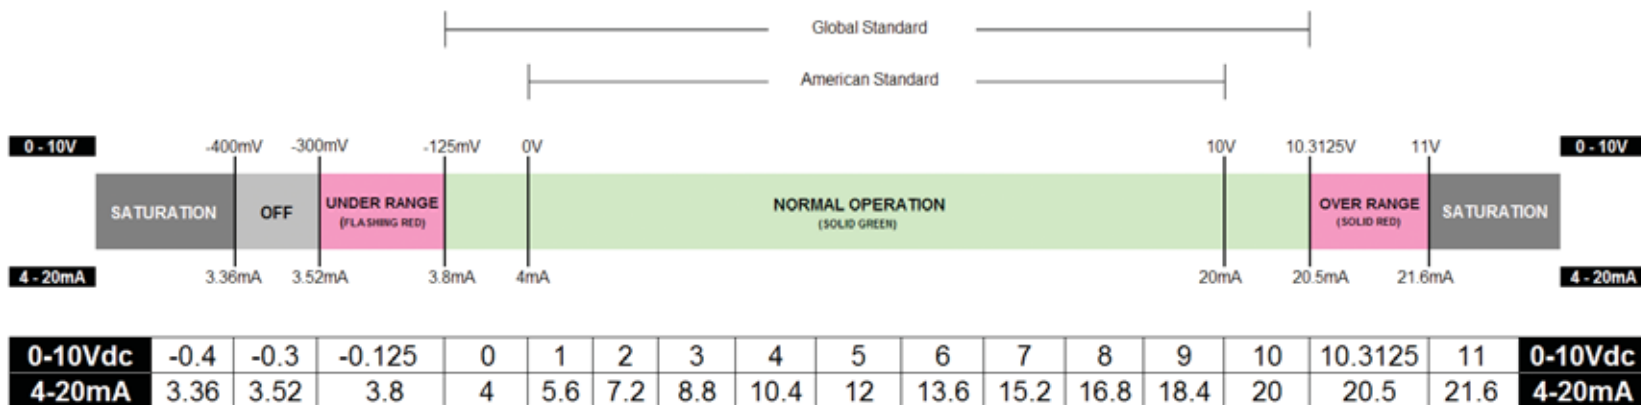 Global Standard
American Standard
0 - 10V -400mV -300mV -125mV 0V 10V 10.3125V 11V 0 - 10V
SATURATION OFF UNDER RANGE NORMAL OPERATION OVER RANGE SATURATION
(FLASHING RED) (SOLID GREEN) (SOLID RED)
4 - 20mA 3.36mA 3.52mA 3.8mA 4mA 20mA 20.5mA 21.6mA 4 - 20mA
0-10Vdc -0.4 -0.3 -0.125 0 1 2 3 4 5 6 7 8 9 10 10.3125 11 0-10Vdc
4-20mA 3.36 3.52 3.8 4 5.6 7.2 8.8 10.4 12 13.6 15.2 16.8 18.4 20 20.5 21.6 4-20mA